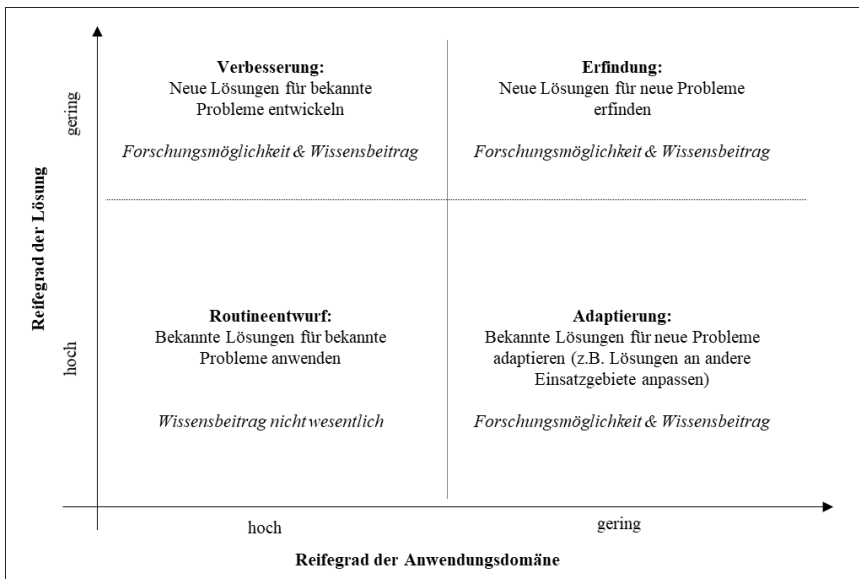 Verbesserung:
Neue Lösungen für bekannte
Probleme entwickeln
Forschungsmöglichkeit & Wissensbeitrag
Erfindung:
Neue Lösungen für neue Probleme
erfinden
Forschungsmöglichkeit & Wissensbeitrag
gering
Reifegrad der Lösung
hoch
Routineentwurf:
Bekannte Lösungen für bekannte
Probleme anwenden
Wissensbeitrag nicht wesentlich
Adaptierung:
Bekannte Lösungen für neue Probleme
adaptieren (z.B. Lösungen an andere
Einsatzgebiete anpassen)
Forschungsmöglichkeit & Wissensbeitrag
hoch
gering
Reifegrad der Anwendungsdomäne